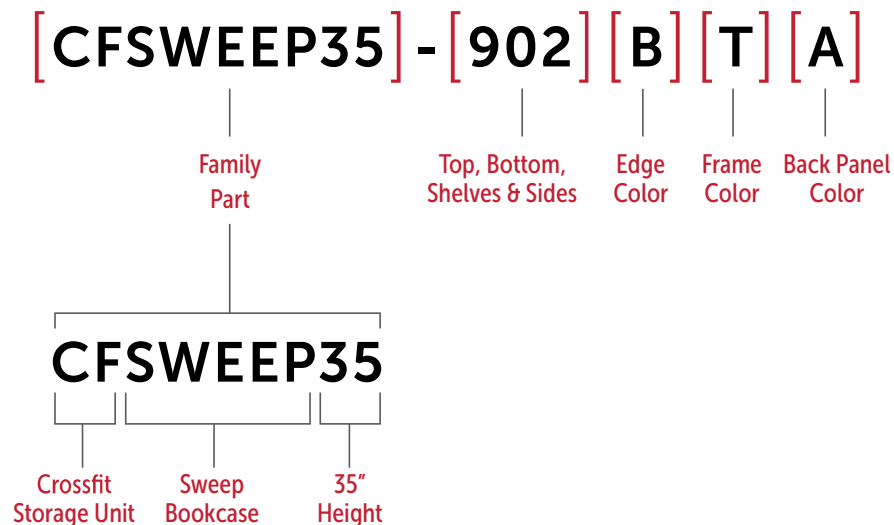 [CFSWEEP35]-[902][B][T][A]
Family
Part
Top, Bottom,
Shelves & Sides
Edge
Color
Frame
Color
Back Panel
Color
CFSWEEP35
Crossfit
Storage Unit
Sweep
Bookcase
35"
Height